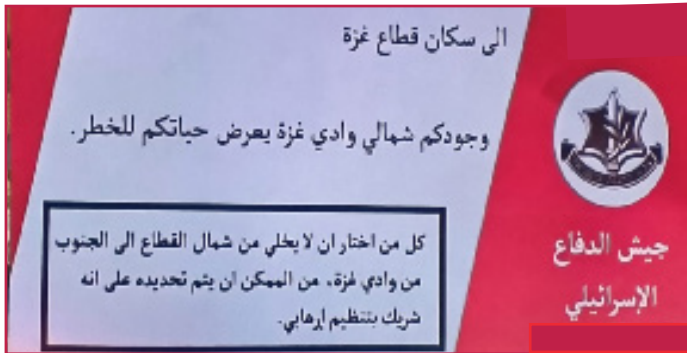 الى سكان قطاع غزة
وجودكم شمالي وادي غزة يعرض حياتكم للخطر.
كل من اختار ان لا يخلي من شمال القطاع الى الجنوب
من وادي غزة، من الممكن ان يتم تحديده على انه
شريك بتنظيم إرهابي.
جيش الدفاع
الإسرائيلي